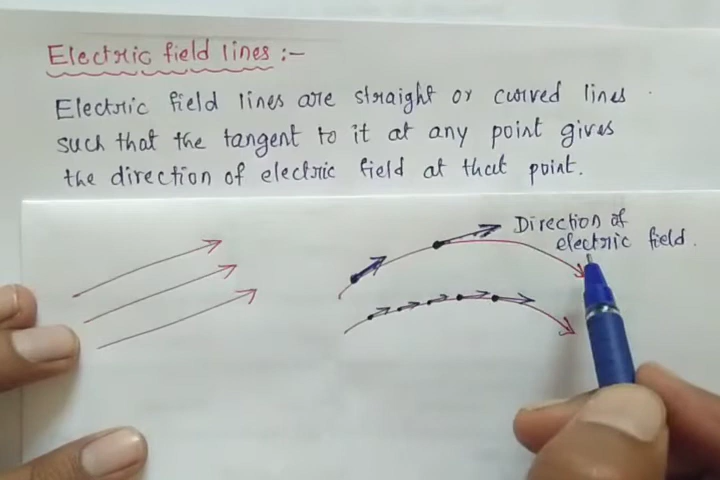 Electric field lines :-
Electric field lines are straight or curved lines
such that the tangent to it at any point gives
the direction of electric field at that point.
Direction of
electric field.